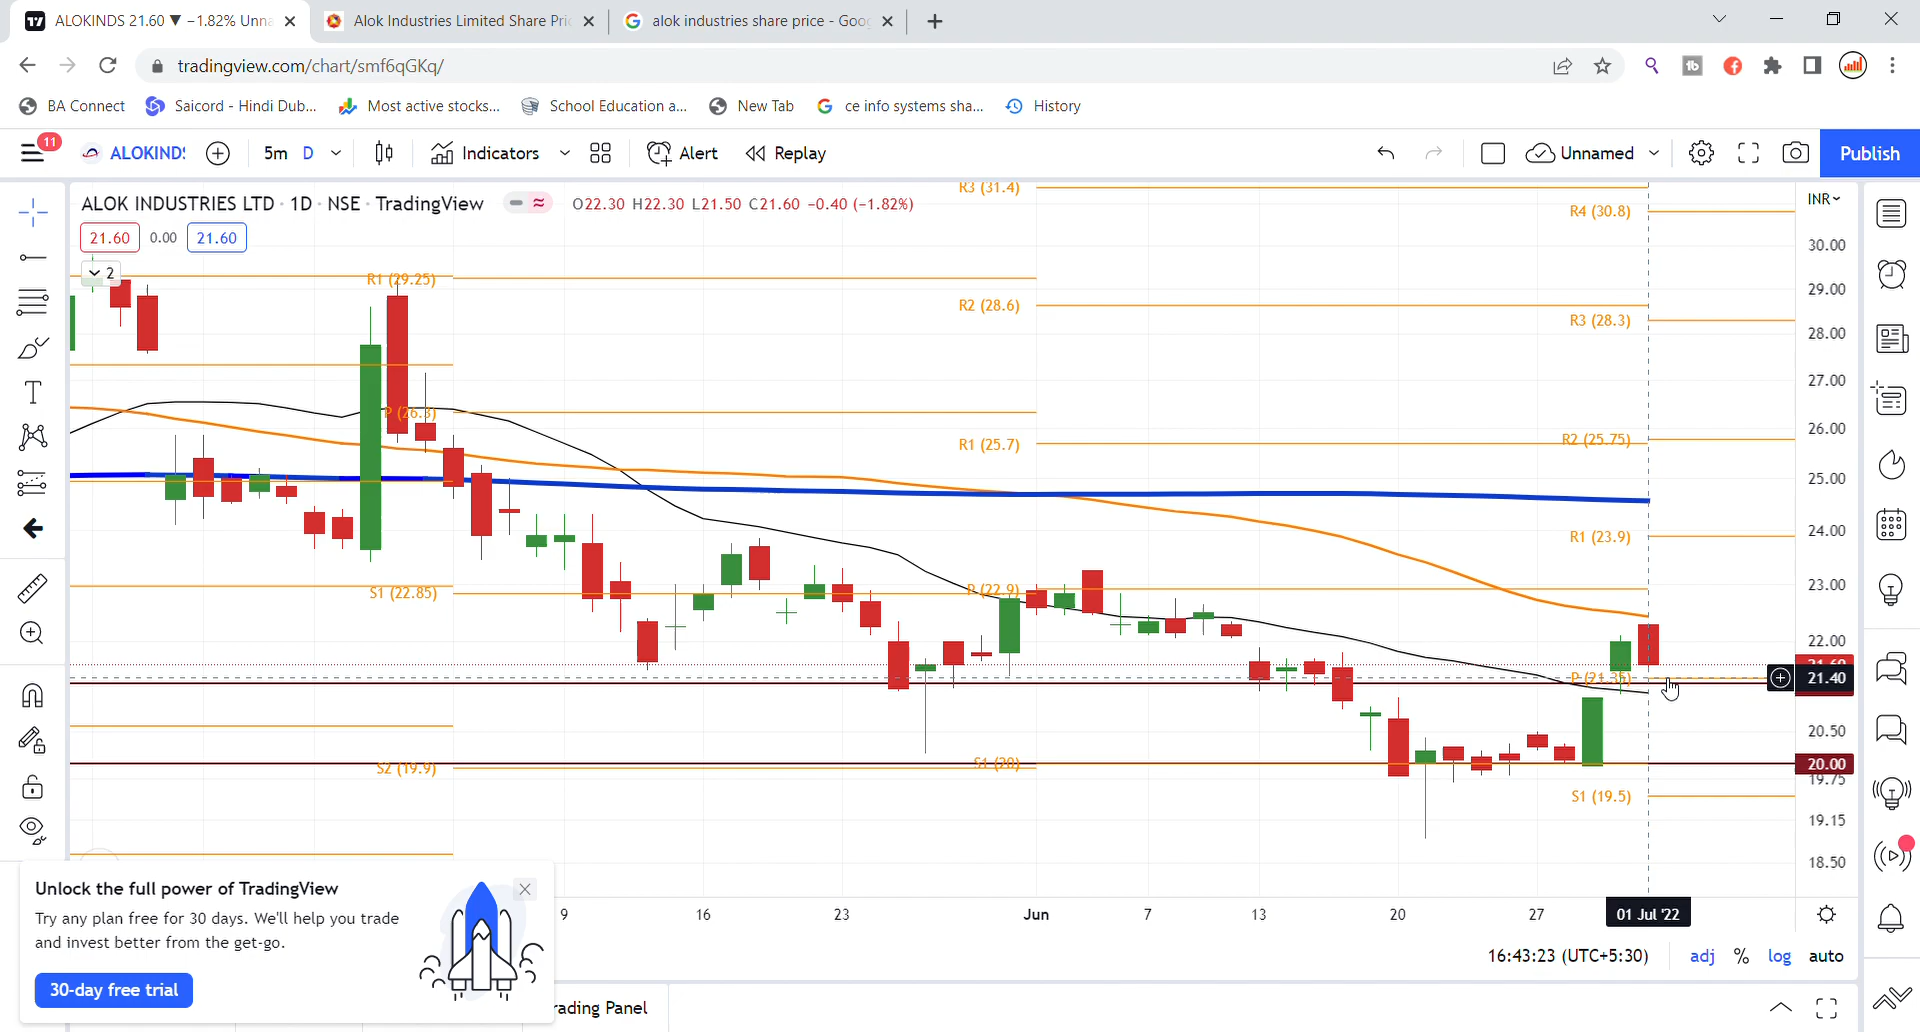 ALOKINDS 21.60 ▼ −1.82% Unna
Alok Industries Limited Share Pri
alok industries share price - Goo
tradingview.com/chart/smf6qGKq/
BA Connect
Saicord - Hindi Dub...
Most active stocks...
School Education a...
New Tab
ce info systems sha...
History
11
ALOKINDS
5m
D
Indicators
Alert
Replay
Unnamed
Publish
ALOK INDUSTRIES LTD · 1D · NSE · TradingView
O22.30 H22.30 L21.50 C21.60 −0.40 (−1.82%)
INR
21.60
0.00
21.60
2
R3 (31.4)
R4 (30.8)
R1 (29.25)
R2 (28.6)
R3 (28.3)
P (26.3)
R1 (25.7)
R2 (25.75)
R1 (23.9)
S1 (22.85)
P (22.9)
P (21.35)
S2 (19.9)
S1 (20)
S1 (19.5)
30.00
29.00
28.00
27.00
26.00
25.00
24.00
23.00
22.00
21.60
21.40
20.50
20.00
19.75
19.15
18.50
9
16
23
Jun
7
13
20
27
01 Jul '22
16:43:23 (UTC+5:30)
adj
%
log
auto
Unlock the full power of TradingView
Try any plan free for 30 days. We'll help you trade
and invest better from the get-go.
30-day free trial
rading Panel